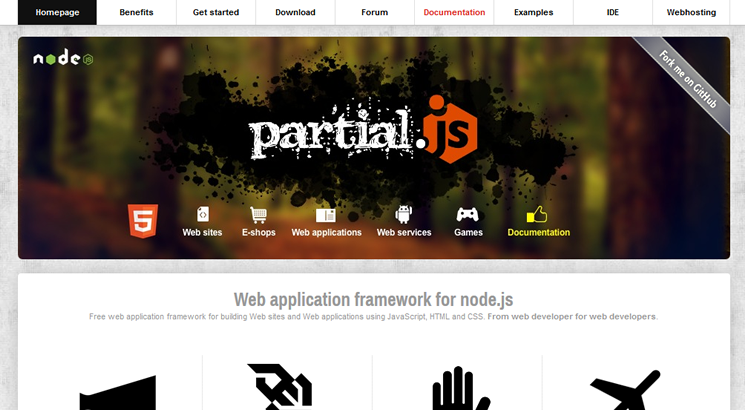 Homepage Benefits Get started Download Forum Documentation Examples IDE Webhosting
node JS
Fork me on GitHub
partial.js
5
Web sites E-shops Web applications Web services Games Documentation
Web application framework for node.js
Free web application framework for building Web sites and Web applications using JavaScript, HTML and CSS. From web developer for web developers.